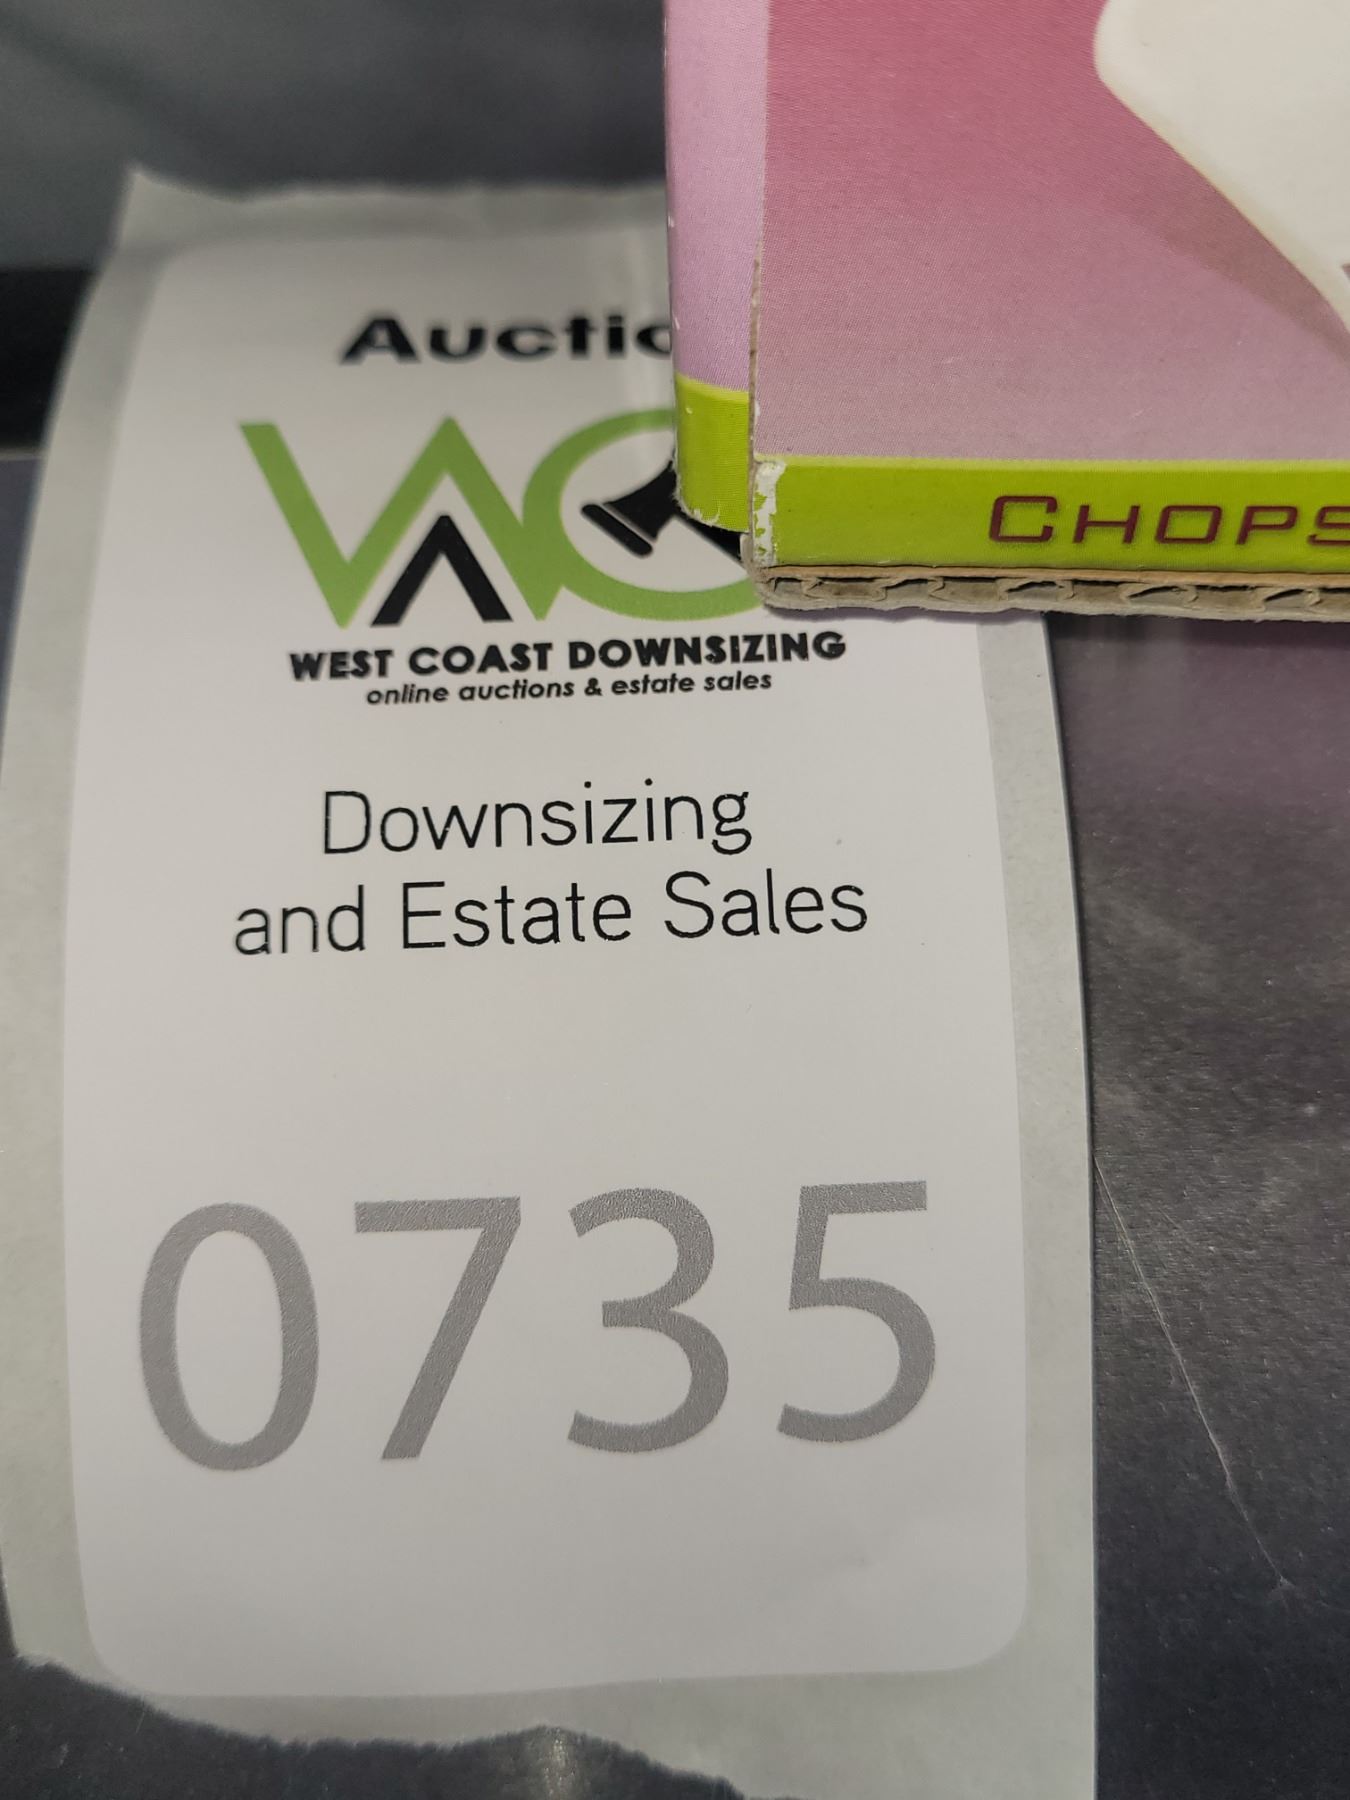 Auctio
WEST COAST DOWNSIZING
online auctions & estate sales
Downsizing
and Estate Sales
0735
CHOPS